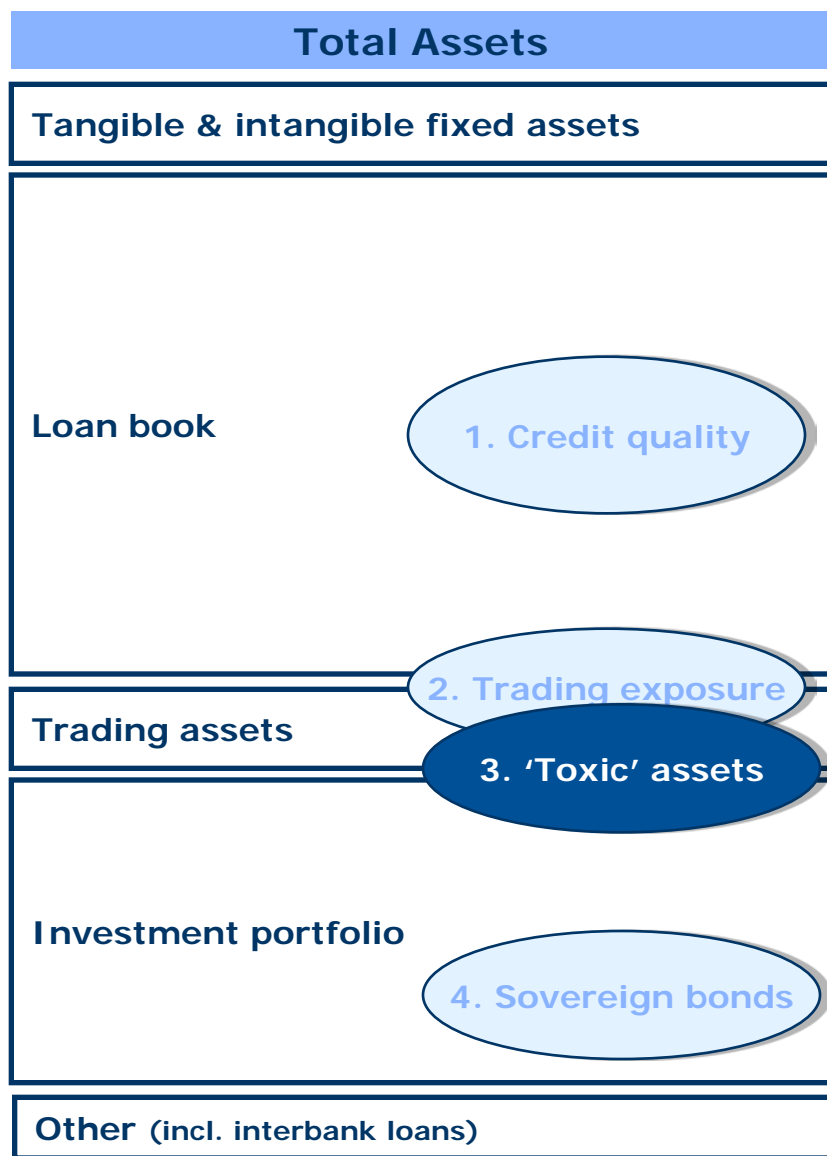 Total Assets
Tangible & intangible fixed assets
Loan book
1. Credit quality
2. Trading exposure
Trading assets
3. ‘Toxic’ assets
Investment portfolio
4. Sovereign bonds
Other (incl. interbank loans)